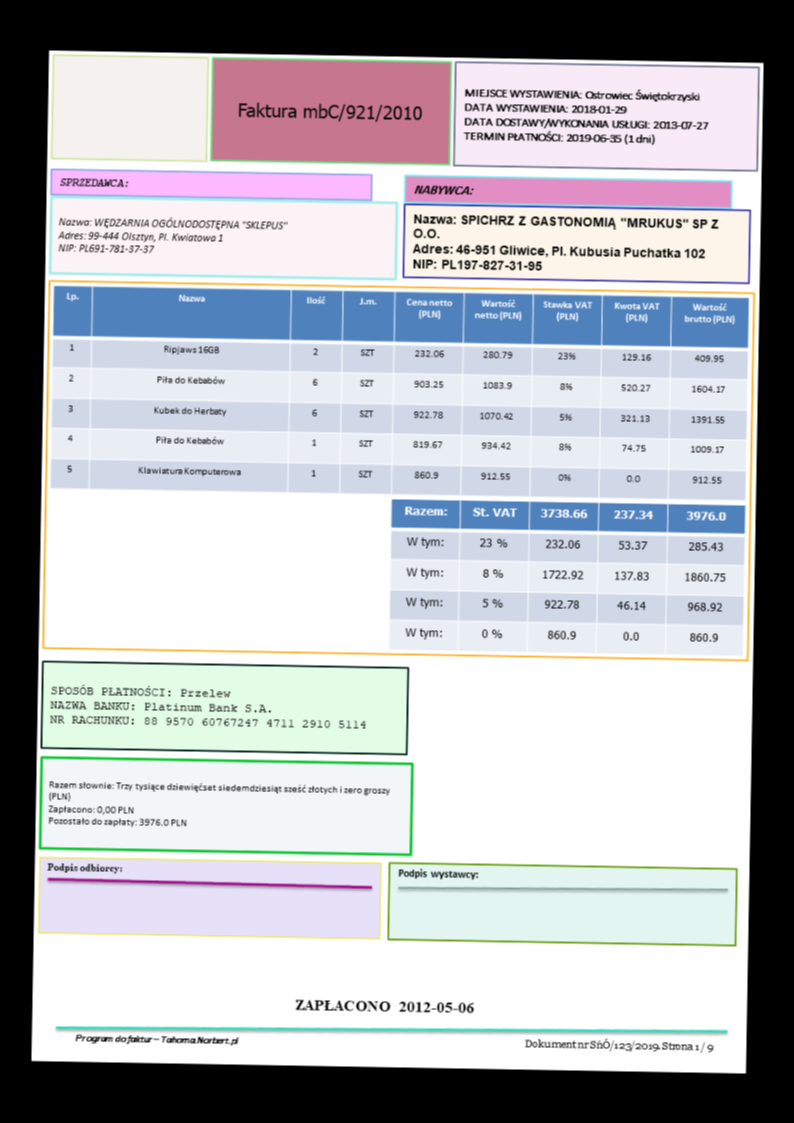 Faktura mbC/921/2010
MIEJSCE WYSTAWIENIA: Ostrowiec Świętokrzyski
DATA WYSTAWIENIA: 2018-01-29
DATA DOSTAWY/WYKONANIA USŁUGI: 2013-07-27
TERMIN PŁATNOŚCI: 2019-06-35 (1 dni)
SPRZEDAWCA:
Nazwa: WĘDZARNIA OGÓLNODOSTĘPNA "SKLEPUS"
Adres: 99-444 Olsztyn, Pl. Kwiatowa 1
NIP: PL691-781-37-37
NABYWCA:
Nazwa: SPICHRZ Z GASTONOMIĄ "MRUKUS" SP Z
O.O.
Adres: 46-951 Gliwice, Pl. Kubusia Puchatka 102
NIP: PL197-827-31-95
Lp. Nazwa Ilość J.m. Cena netto (PLN) Wartość netto (PLN) Stawka VAT (PLN) Kwota VAT (PLN) Wartość brutto (PLN)
1 Ripjaws 16GB 2 SZT 232.06 280.79 23% 129.16 409.95
2 Piła do Kebabów 6 SZT 903.25 1083.9 8% 520.27 1604.17
3 Kubek do Herbaty 6 SZT 922.78 1070.42 5% 321.13 1391.55
4 Piła do Kebabów 1 SZT 819.67 934.42 8% 74.75 1009.17
5 Klawiatura Komputerowa 1 SZT 860.9 912.55 0% 0.0 912.55
Razem: St. VAT 3738.66 237.34 3976.0
W tym: 23 % 232.06 53.37 285.43
W tym: 8 % 1722.92 137.83 1860.75
W tym: 5 % 922.78 46.14 968.92
W tym: 0 % 860.9 0.0 860.9
SPOSÓB PŁATNOŚCI: Przelew
NAZWA BANKU: Platinum Bank S.A.
NR RACHUNKU: 88 9570 60767247 4711 2910 5114
Razem słownie: Trzy tysiące dziewięćset siedemdziesiąt sześć złotych i zero groszy
(PLN)
Zapłacono: 0,00 PLN
Pozostało do zapłaty: 3976.0 PLN
Podpis odbiorcy:
Podpis wystawcy:
ZAPŁACONO 2012-05-06
Program do faktur – Tahoma.Norbert.pl
Dokument nr SńÓ/123/2019. Strona 1 / 9